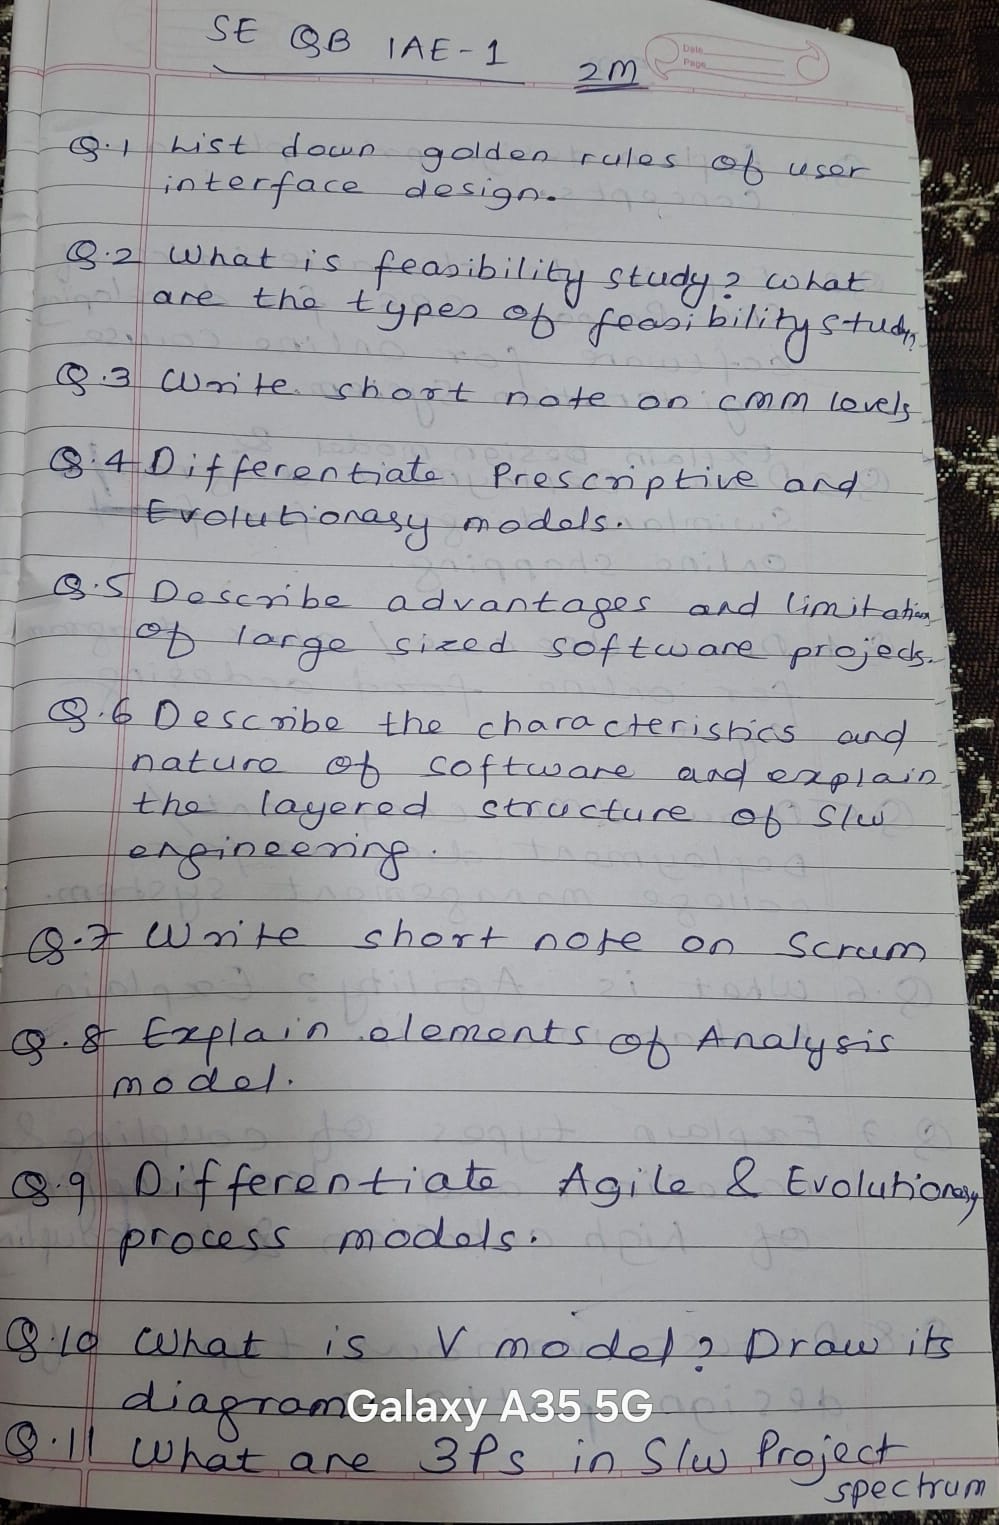 SE QB IAE-1
2M
Date
Page
Q.1 List down golden rules of user
interface design.
Q.2 What is feasibility study? what
are the types of feasibility study?
Q.3 Write short note on CMM levels
Q.4 Differentiate Prescriptive and
Evolutionary models.
Q.5 Describe advantages and limitations
of large sized software projects.
Q.6 Describe the characteristics and
nature of software and explain
the layered structure of S/w
engineering.
Q.7 Write short note on Scrum
Q.8 Explain elements of Analysis
model.
Q.9 Differentiate Agile & Evolutionary
process models.
Q.10 What is V model? Draw its
diagram
Galaxy A35 5G
Q.11 What are 3Ps in S/w Project
spectrum